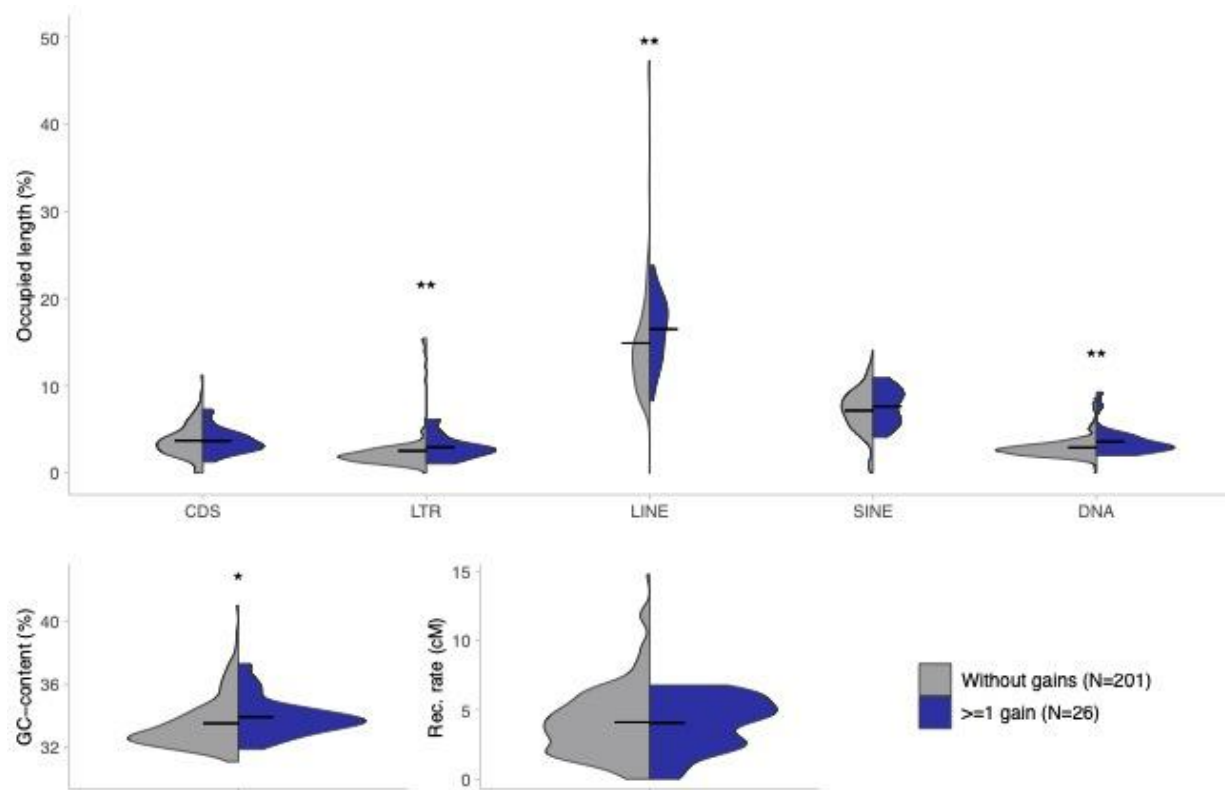 Occupied length (%)
50
40
30
20
10
0
★★
★★
★★
CDS LTR LINE SINE DNA
GC-content (%)
40
36
32
★
Rec. rate (cM)
15
10
5
0
Without gains (N=201)
>=1 gain (N=26)